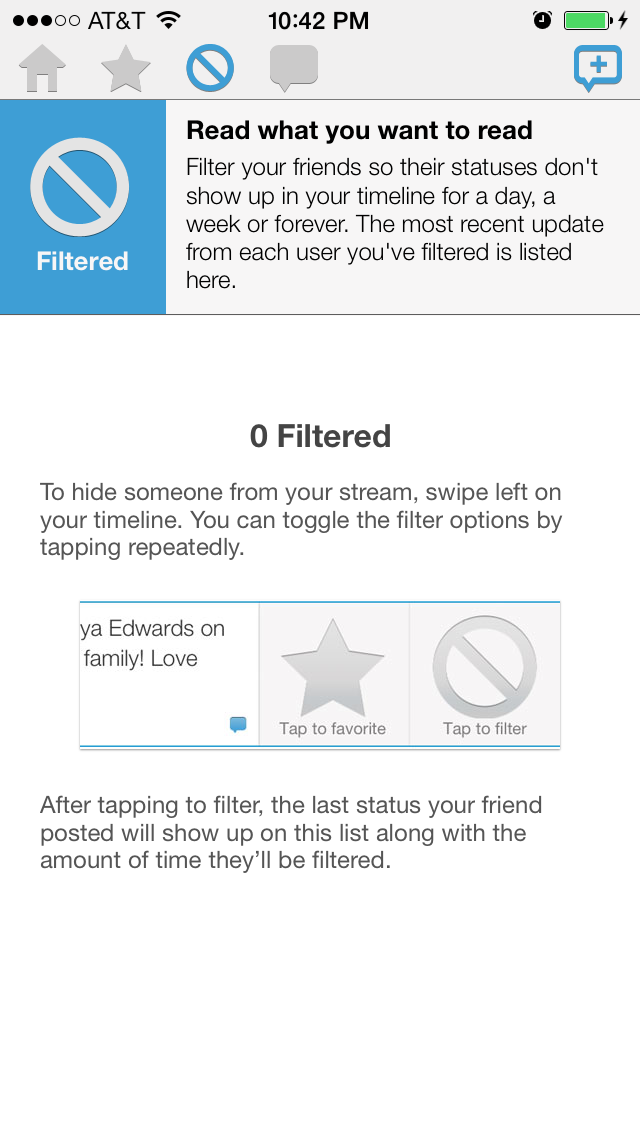 AT&T 10:42 PM
Filtered
Read what you want to read
Filter your friends so their statuses don't
show up in your timeline for a day, a
week or forever. The most recent update
from each user you've filtered is listed
here.
0 Filtered
To hide someone from your stream, swipe left on
your timeline. You can toggle the filter options by
tapping repeatedly.
ya Edwards on
family! Love
Tap to favorite
Tap to filter
After tapping to filter, the last status your friend
posted will show up on this list along with the
amount of time they’ll be filtered.